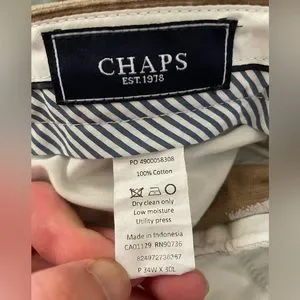 CHAPS
EST. 1978
PO 4900058308
100% Cotton
Dry clean only
Low moisture
Utility press
Made in Indonesia
CA01129 RN90736
824972736347
P 34W X 30L